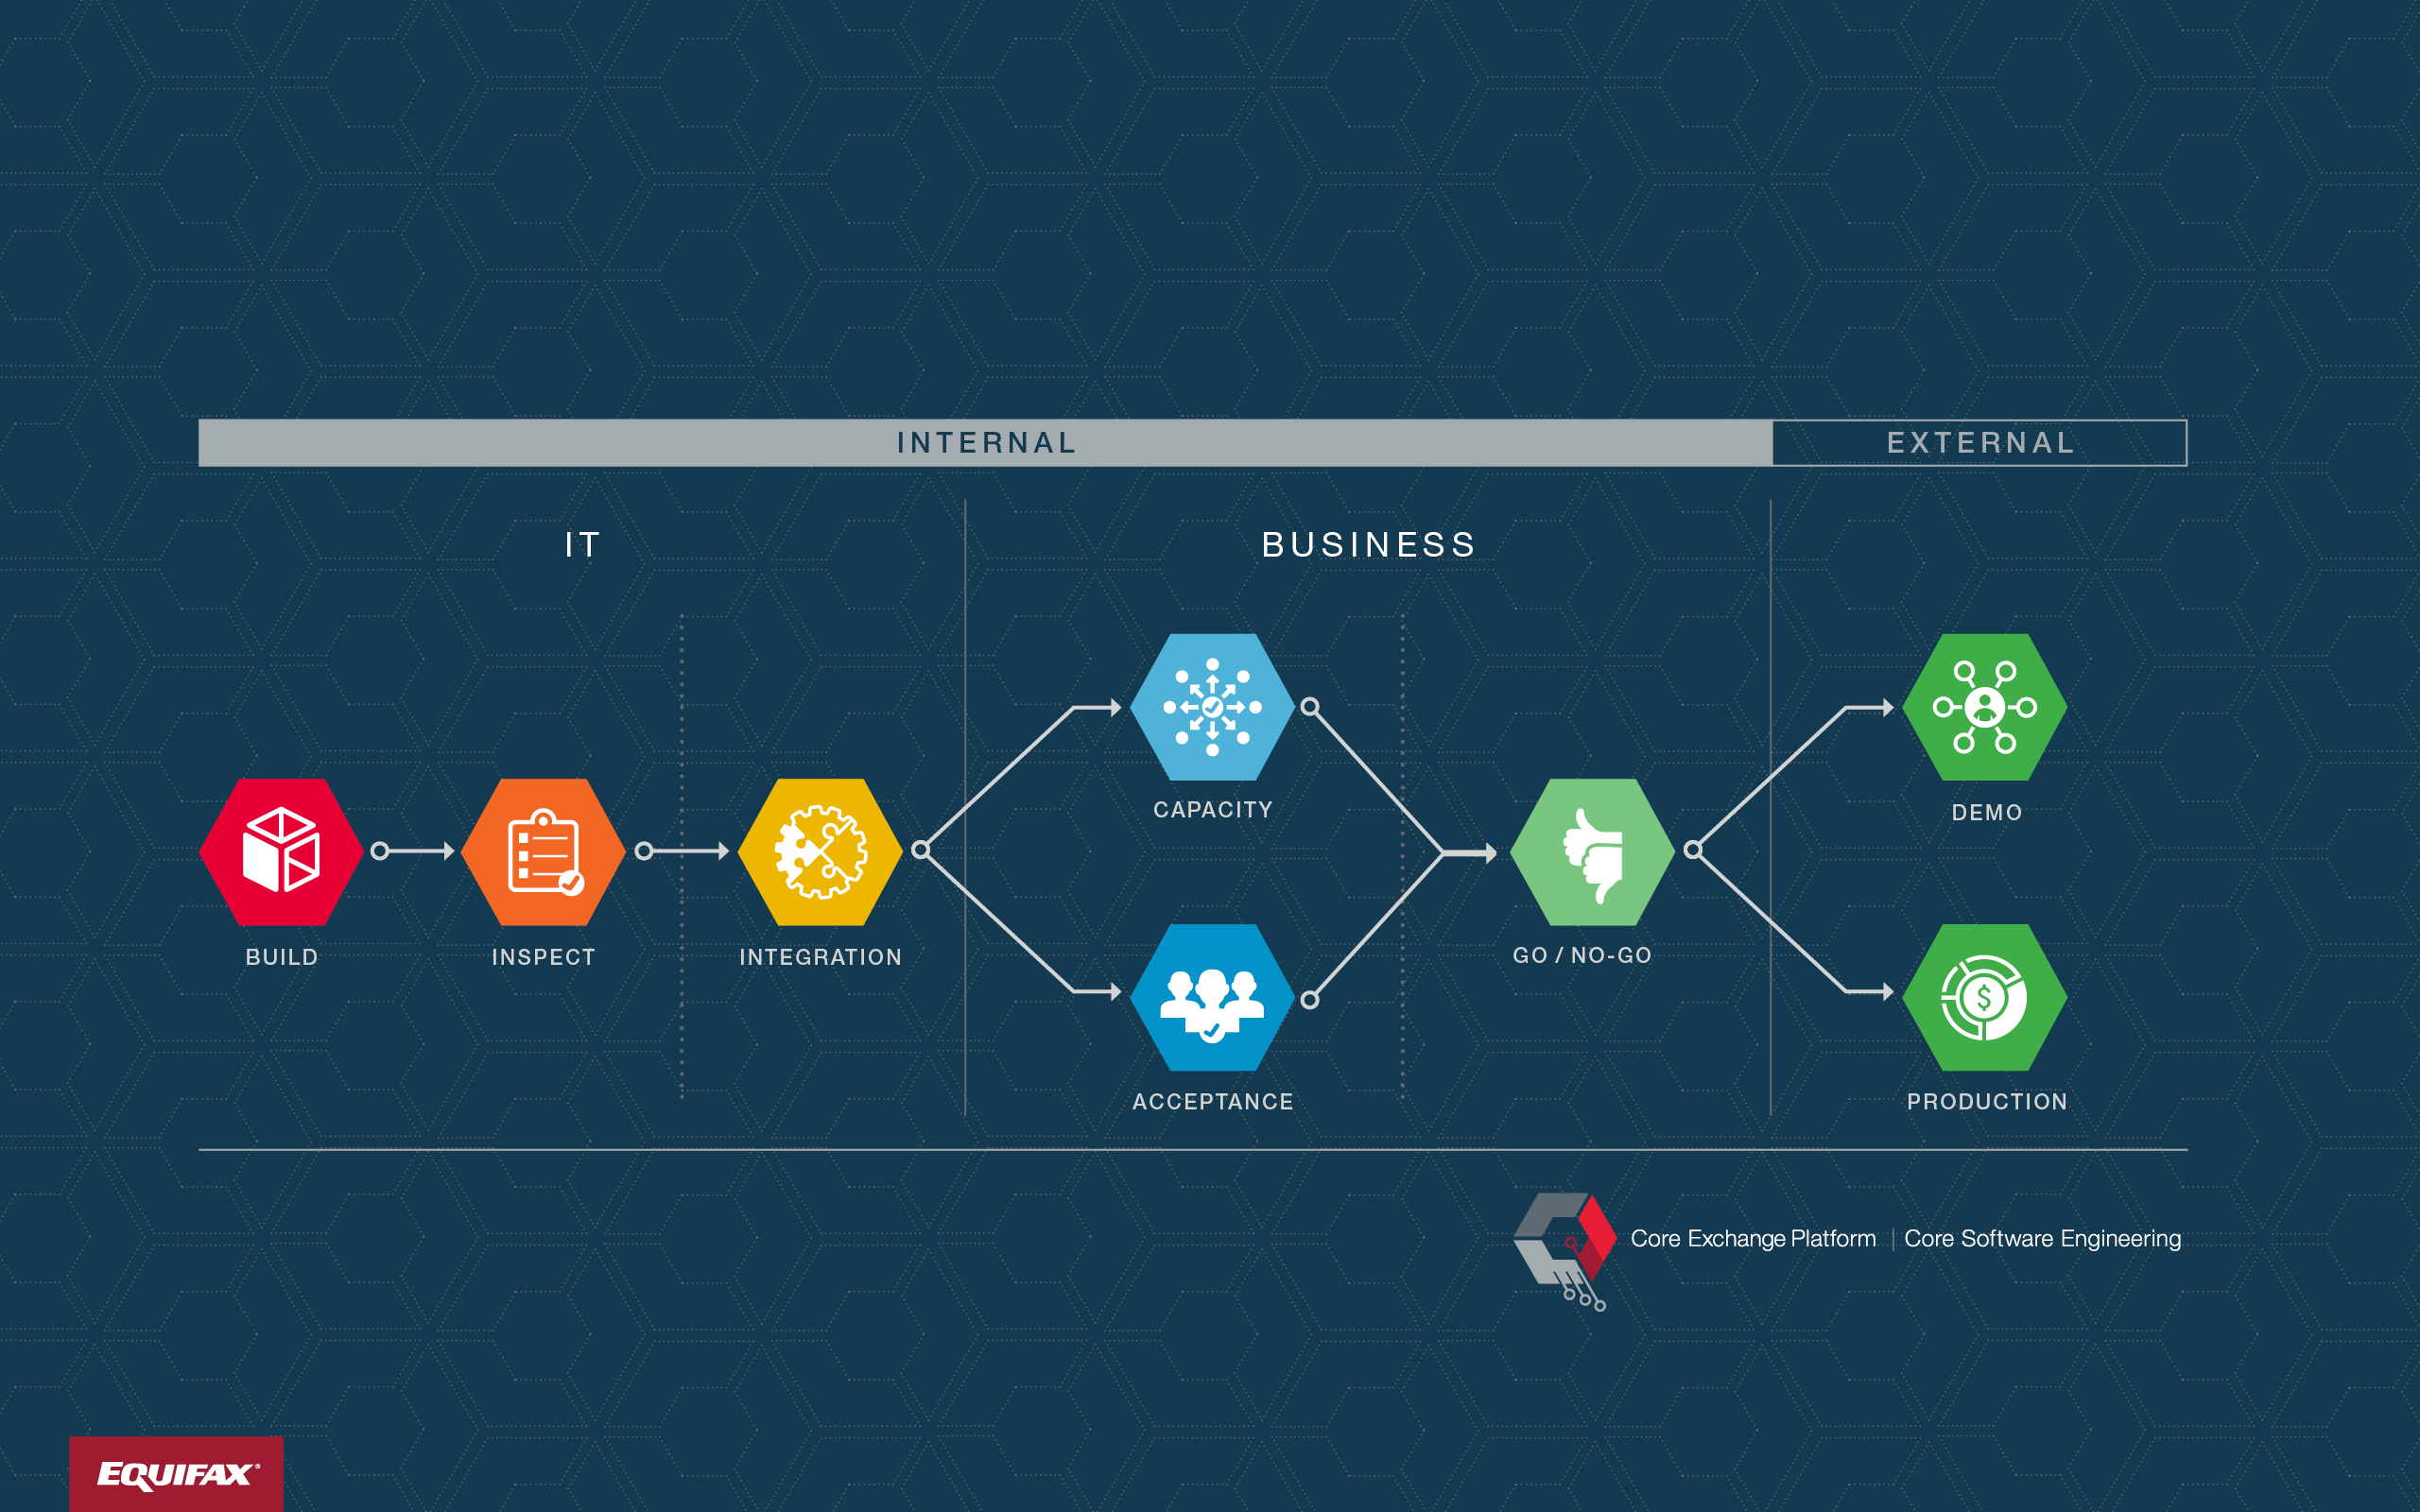 INTERNAL
EXTERNAL
IT
BUSINESS
CAPACITY
DEMO
BUILD
INSPECT
INTEGRATION
GO / NO-GO
ACCEPTANCE
PRODUCTION
$
Core Exchange Platform | Core Software Engineering
EQUIFAX®